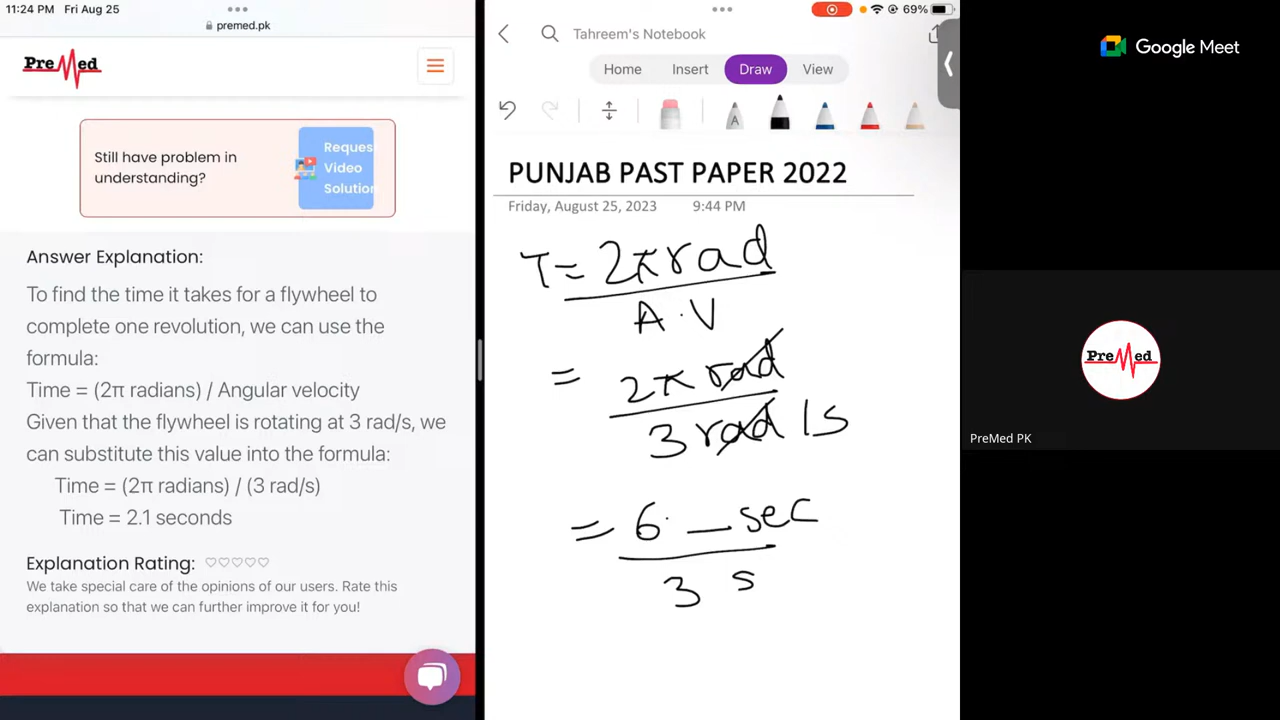 11:24 PM Fri Aug 25
premed.pk
PreMed
Still have problem in
understanding?
Reques
Video
Solution
Answer Explanation:
To find the time it takes for a flywheel to
complete one revolution, we can use the
formula:
Time = (2π radians) / Angular velocity
Given that the flywheel is rotating at 3 rad/s, we
can substitute this value into the formula:
Time = (2π radians) / (3 rad/s)
Time = 2.1 seconds
Explanation Rating:
We take special care of the opinions of our users. Rate this
explanation so that we can further improve it for you!
69%
Tahreem's Notebook
Home Insert Draw View
A
PUNJAB PAST PAPER 2022
Friday, August 25, 2023 9:44 PM
T = 2π rad
A . V
= 2π rad
3 rad / s
= 6. _ sec
3 s
Google Meet
PreMed
PreMed PK